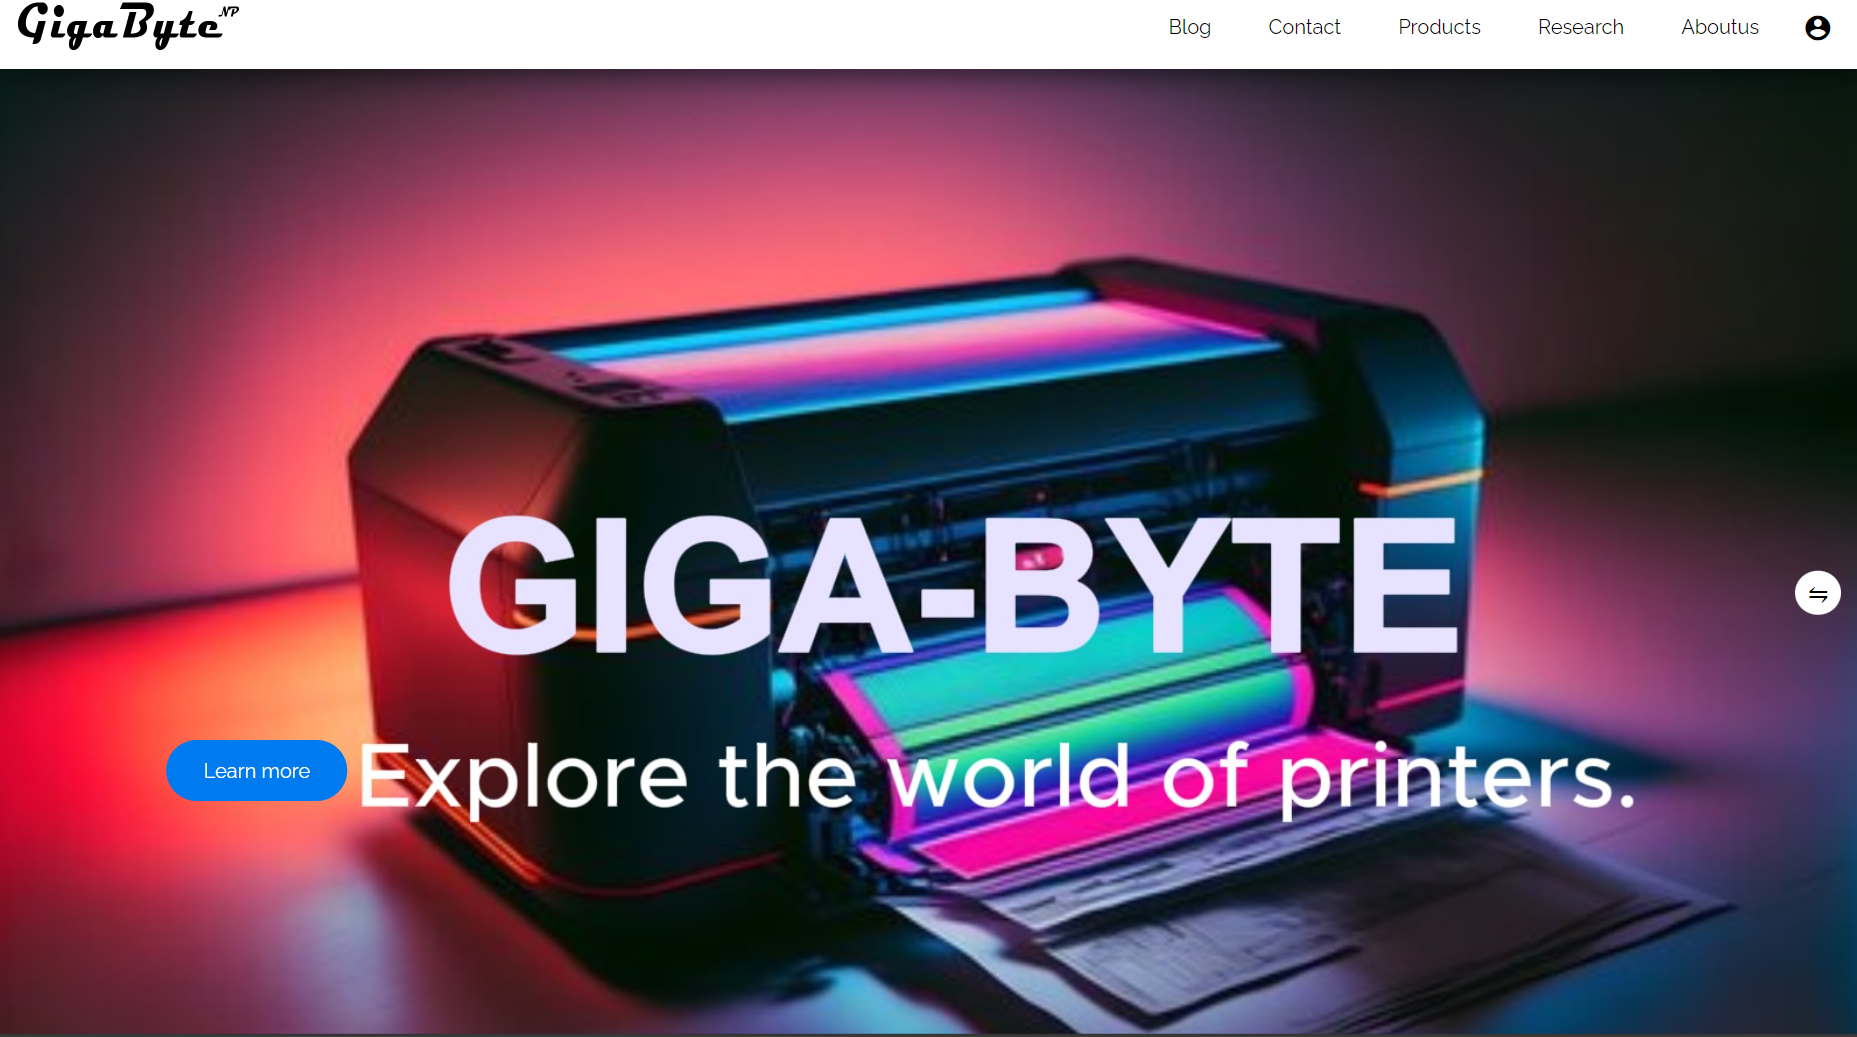 GigaByte NP
Blog Contact Products Research Aboutus
GIGA-BYTE
Learn more
Explore the world of printers.